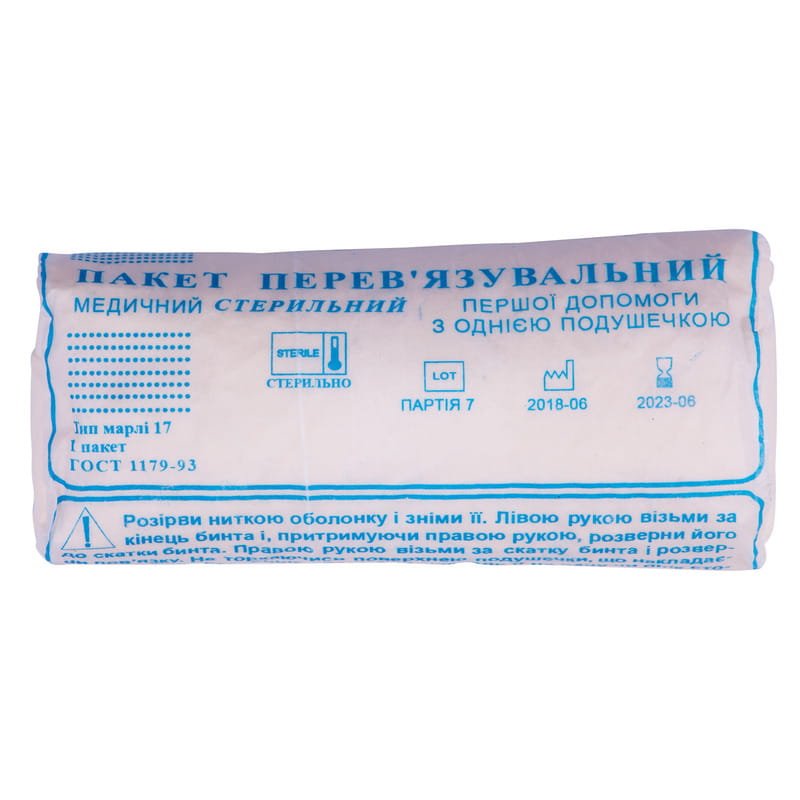 ПАКЕТ ПЕРЕВ'ЯЗУВАЛЬНИЙ
МЕДИЧНИЙ СТЕРИЛЬНИЙ
ПЕРШОЇ ДОПОМОГИ
З ОДНІЄЮ ПОДУШЕЧКОЮ
STERILE
СТЕРИЛЬНО
LOT
ПАРТІЯ 7
2018-06
2023-06
Тип марлі 17
1 пакет
ГОСТ 1179-93
Розірви ниткою оболонку і зніми її. Лівою рукою візьми за
кінець бинта і, притримуючи правою рукою, розверни його
до скатки бинта. Правою рукою візьми за скатку бинта і розвер-
ни пов'язку. Не торкаючись поверхнею подушечки, що накладає-